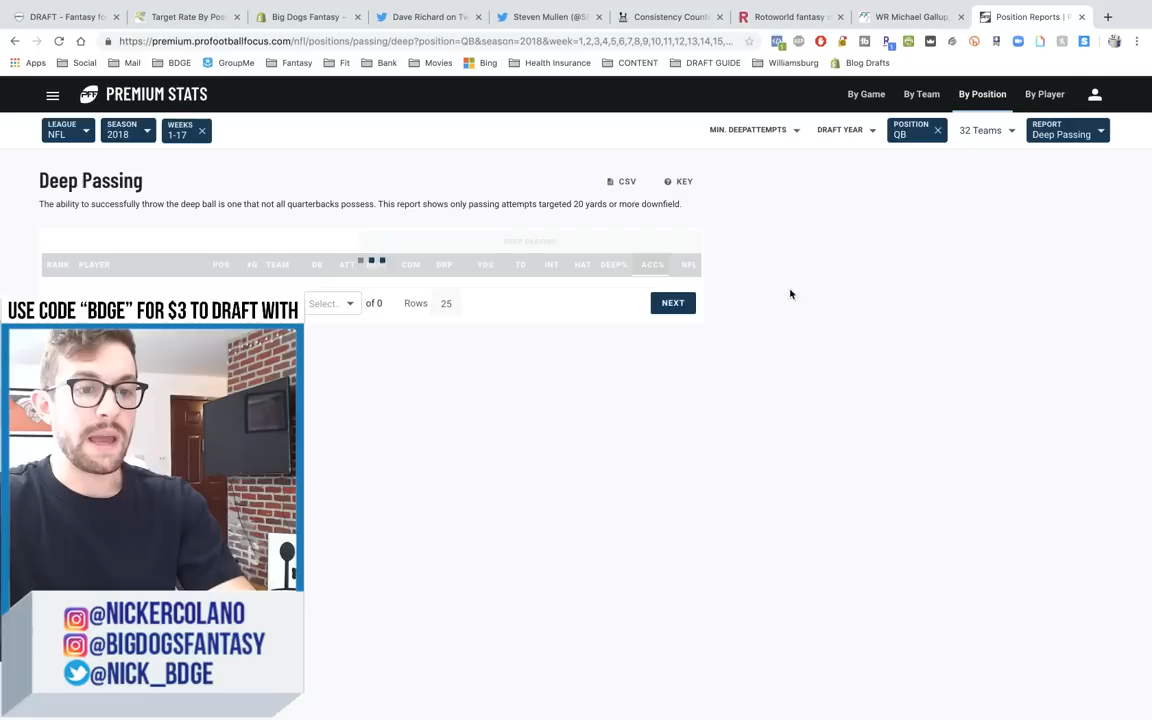 DRAFT - Fantasy fo
Target Rate By Posi
Big Dogs Fantasy -
Dave Richard on Tw
Steven Mullen (@SF
Consistency Count
Rotoworld fantasy s
WR Michael Gallup
Position Reports | P
https://premium.profootballfocus.com/nfl/positions/passing/deep?position=QB&season=2018&week=1,2,3,4,5,6,7,8,9,10,11,12,13,14,15,...
Apps Social Mail BDGE GroupMe Fantasy Fit Bank Movies Bing Health Insurance CONTENT DRAFT GUIDE Williamsburg Blog Drafts
PFF PREMIUM STATS
By Game By Team By Position By Player
LEAGUE
NFL
SEASON
2018
WEEKS
1-17
MIN. DEEPATTEMPTS
DRAFT YEAR
POSITION
QB
32 Teams
REPORT
Deep Passing
Deep Passing
CSV KEY
The ability to successfully throw the deep ball is one that not all quarterbacks possess. This report shows only passing attempts targeted 20 yards or more downfield.
DEEP PASSING
RANK PLAYER POS #G TEAM DB ATT COM DRP YDS TD INT HAT DEEP% ACC% NFL
Select.. of 0 Rows 25 NEXT
USE CODE “BDGE” FOR $3 TO DRAFT WITH
@NICKERCOLANO
@BIGDOGSFANTASY
@NICK_BDGE